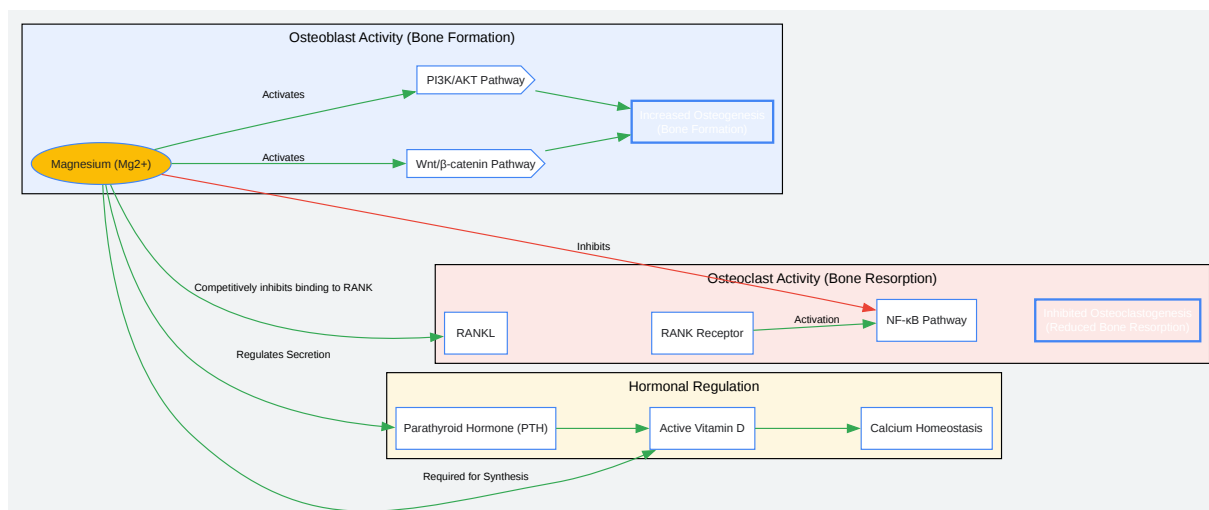 Osteoblast Activity (Bone Formation)
PI3K/AKT Pathway
Activates
Increased Osteogenesis
(Bone Formation)
Magnesium (Mg2+)
Activates
Wnt/β-catenin Pathway
Inhibits
Osteoclast Activity (Bone Resorption)
Competitively inhibits binding to RANK
RANKL
RANK Receptor
Activation
NF-κB Pathway
Inhibited Osteoclastogenesis
(Reduced Bone Resorption)
Regulates Secretion
Hormonal Regulation
Parathyroid Hormone (PTH)
Active Vitamin D
Calcium Homeostasis
Required for Synthesis